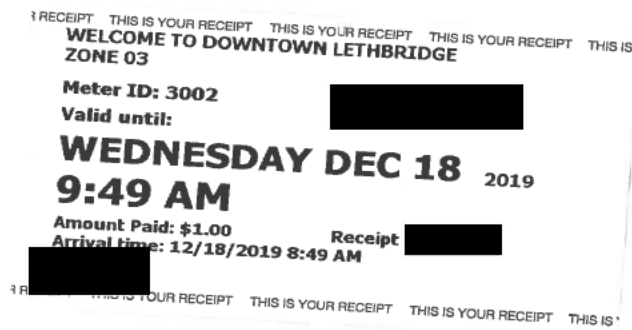 RECEIPT THIS IS YOUR RECEIPT THIS IS YOUR RECEIPT THIS IS YOUR RECEIPT THIS IS
WELCOME TO DOWNTOWN LETHBRIDGE
ZONE 03
Meter ID: 3002
Valid until:
WEDNESDAY DEC 18 2019
9:49 AM
Amount Paid: $1.00
Receipt
Arrival time: 12/18/2019 8:49 AM
THIS IS YOUR RECEIPT THIS IS YOUR RECEIPT THIS IS YOUR RECEIPT THIS IS